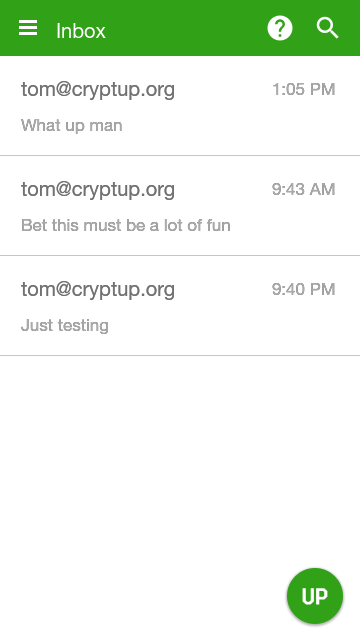 Inbox
tom@cryptup.org 1:05 PM
What up man
tom@cryptup.org 9:43 AM
Bet this must be a lot of fun
tom@cryptup.org 9:40 PM
Just testing
UP